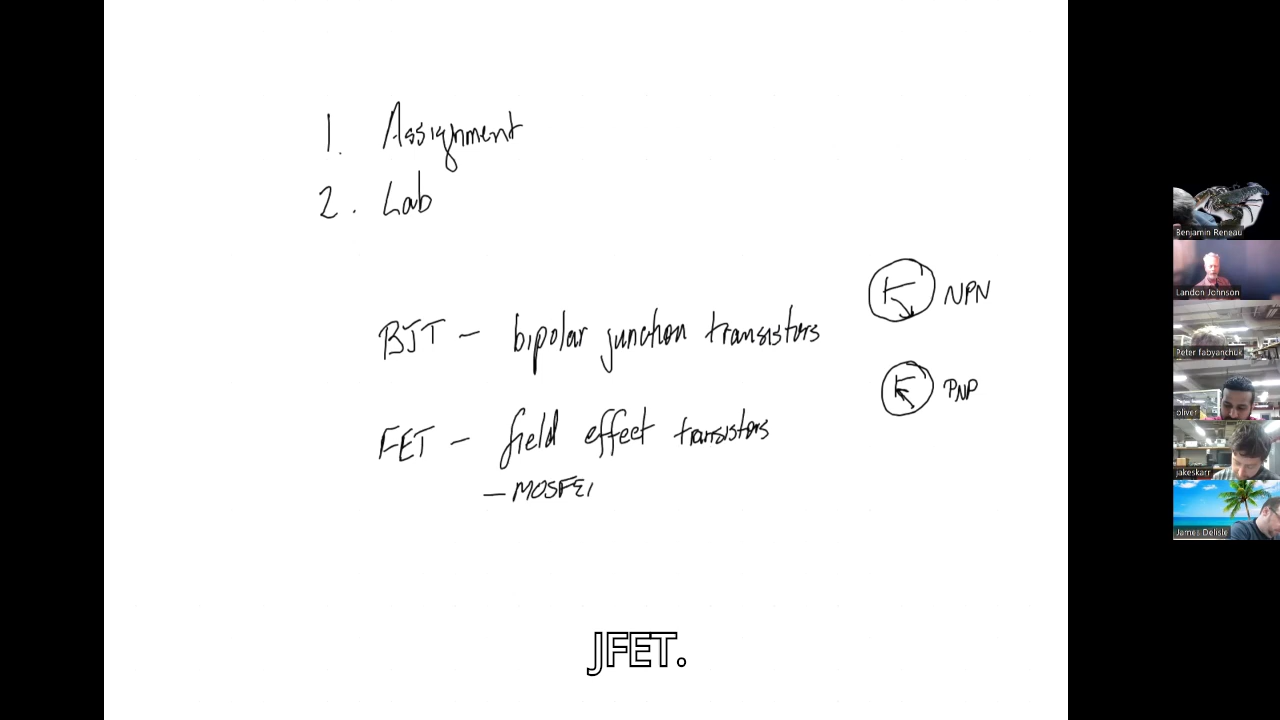 1. Assignment
2. Lab
NPN
BJT - bipolar junction transistors
PNP
FET - field effect transistors
- MOSFET
JFET.
Benjamin Reneau
Landon Johnson
Peter fabyanchuk
oliver
jakeskarr
James Delisle